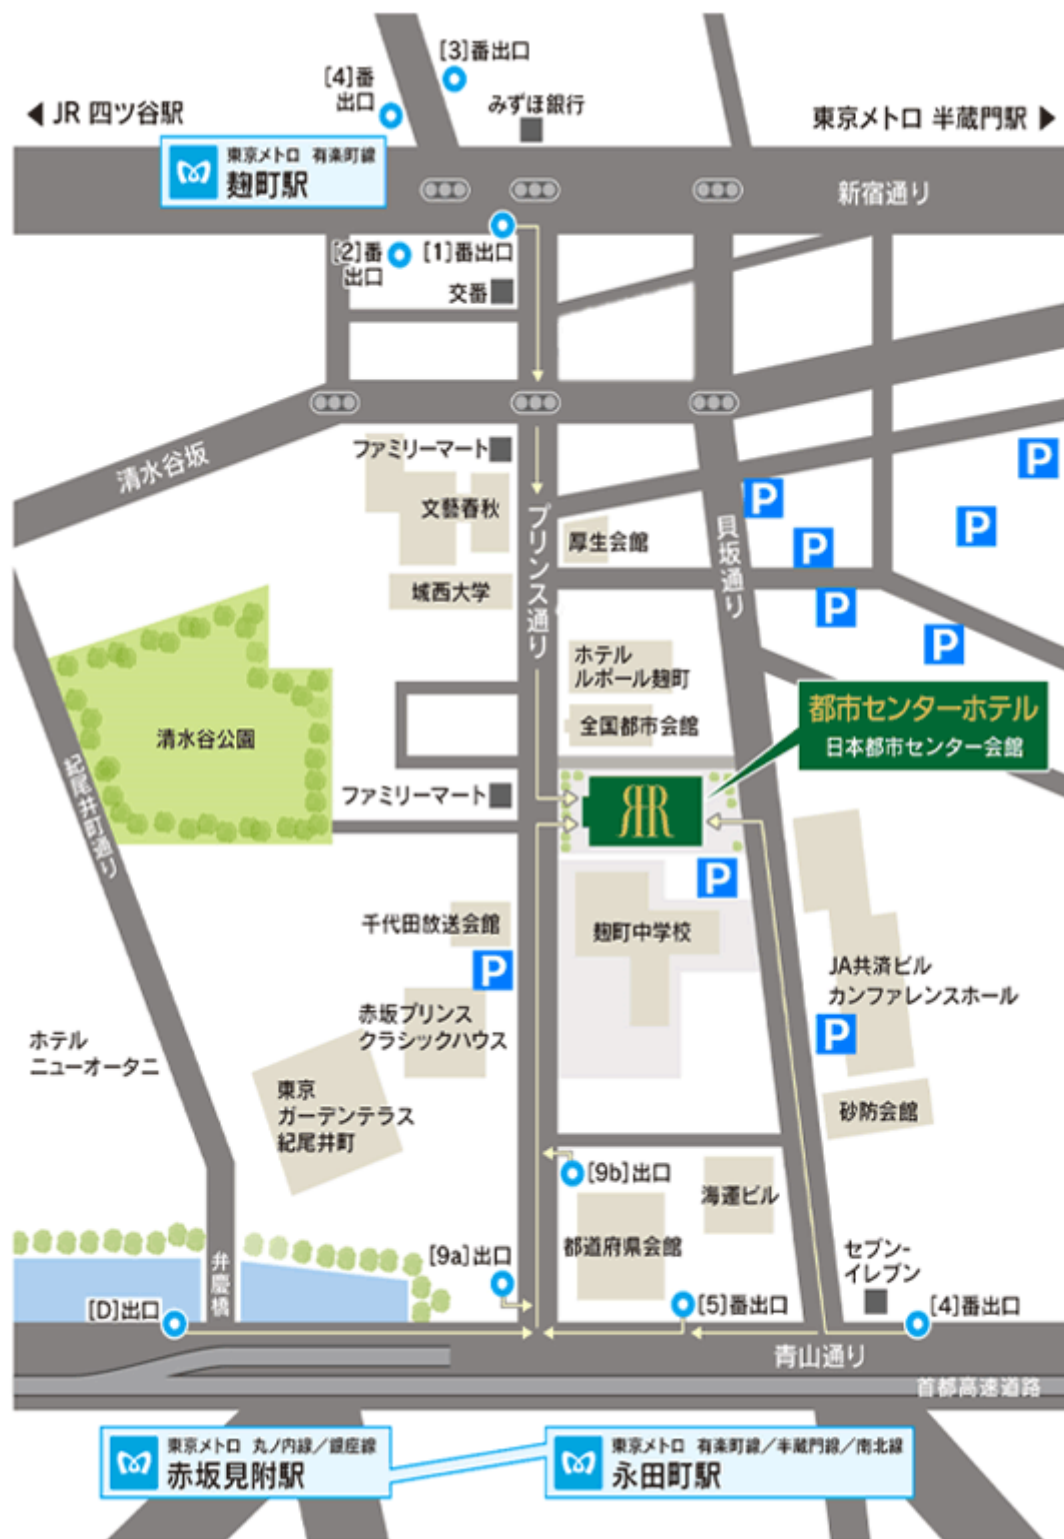 [3]番出口
[4]番
出口
◀ JR 四ツ谷駅
みずほ銀行
東京メトロ 半蔵門駅 ▶
東京メトロ 有楽町線
麹町駅
新宿通り
[2]番
出口
[1]番出口
交番
清水谷坂
ファミリーマート
文藝春秋
プリンス通り
厚生会館
貝坂通り
P
P
P
P
P
P
城西大学
ホテル
ルポール麹町
全国都市会館
都市センターホテル
日本都市センター会館
清水谷公園
紀尾井町通り
ファミリーマート
P
千代田放送会館
麹町中学校
P
JA共済ビル
カンファレンスホール
P
赤坂プリンス
クラシックハウス
ホテル
ニューオータニ
東京
ガーデンテラス
紀尾井町
砂防会館
[9b]出口
海運ビル
都道府県会館
[9a]出口
弁慶橋
セブン-
イレブン
[D]出口
[5]番出口
[4]番出口
青山通り
首都高速道路
東京メトロ 丸ノ内線／銀座線
赤坂見附駅
東京メトロ 有楽町線／半蔵門線／南北線
永田町駅